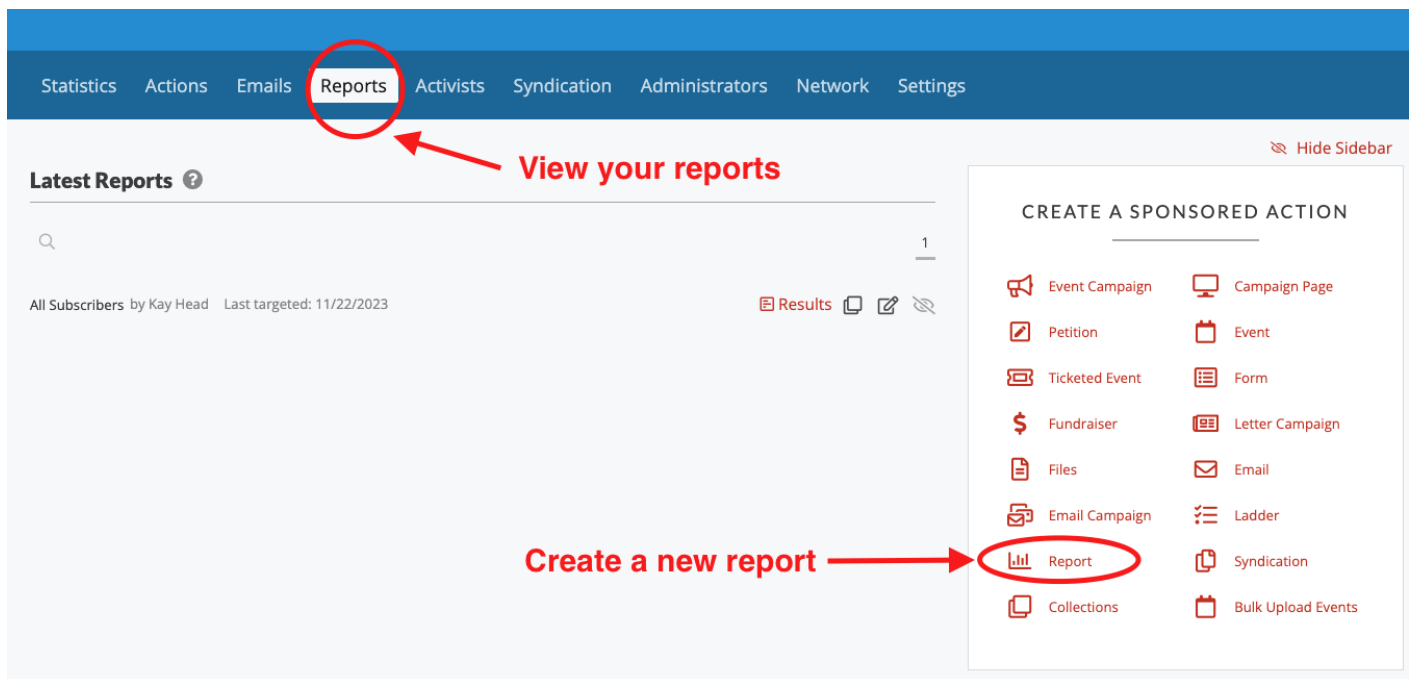 Statistics Actions Emails Reports Activists Syndication Administrators Network Settings
View your reports
Hide Sidebar
Latest Reports ?
1
All Subscribers by Kay Head Last targeted: 11/22/2023 Results
CREATE A SPONSORED ACTION
Event Campaign Campaign Page
Petition Event
Ticketed Event Form
Fundraiser Letter Campaign
Files Email
Email Campaign Ladder
Create a new report
Report Syndication
Collections Bulk Upload Events